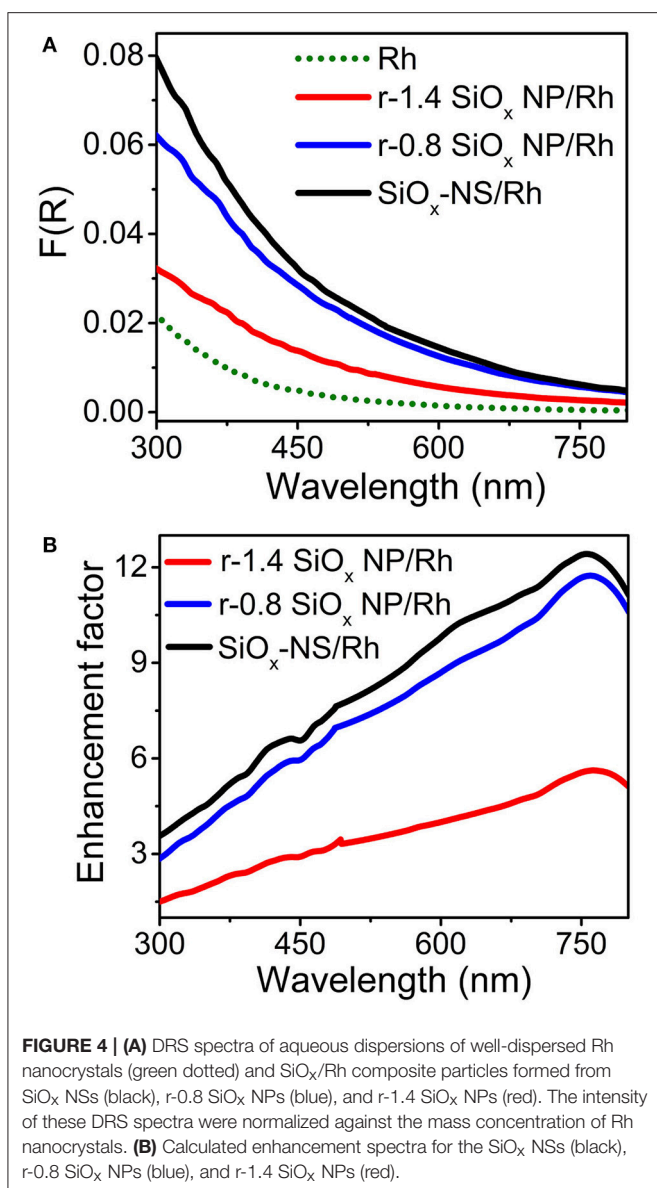 A
0.08
0.06
0.04
0.02
0.00
F(R)
Rh
r-1.4 SiOₓ NP/Rh
r-0.8 SiOₓ NP/Rh
SiOₓ-NS/Rh
300 450 600 750
Wavelength (nm)
B
12
9
6
3
Enhancement factor
r-1.4 SiOₓ NP/Rh
r-0.8 SiOₓ NP/Rh
SiOₓ-NS/Rh
300 450 600 750
Wavelength (nm)
FIGURE 4 | (A) DRS spectra of aqueous dispersions of well-dispersed Rh
nanocrystals (green dotted) and SiOₓ/Rh composite particles formed from
SiOₓ NSs (black), r-0.8 SiOₓ NPs (blue), and r-1.4 SiOₓ NPs (red). The intensity
of these DRS spectra were normalized against the mass concentration of Rh
nanocrystals. (B) Calculated enhancement spectra for the SiOₓ NSs (black),
r-0.8 SiOₓ NPs (blue), and r-1.4 SiOₓ NPs (red).